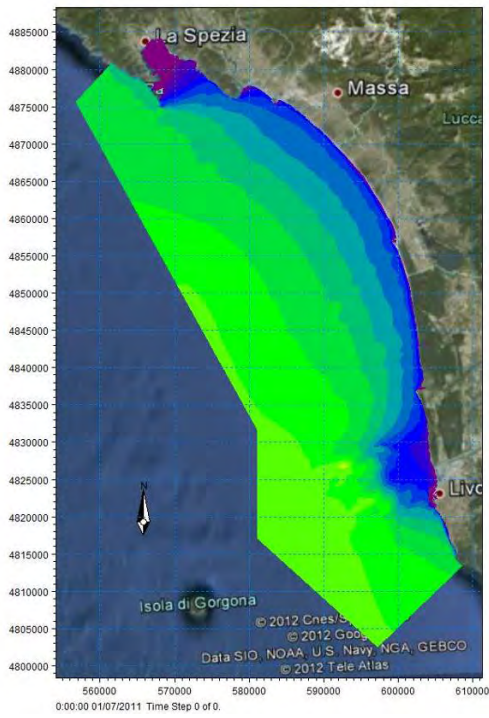 4885000
La Spezia
4880000
Massa
4875000
Lucca
4870000
4865000
4860000
4855000
4850000
4845000
4840000
4835000
4830000
4825000
Livo
4820000
N
4815000
4810000
Isola di Gorgona
© 2012 Cnes/S
4805000
© 2012 Goog
Data SIO, NOAA, U.S. Navy, NGA, GEBCO
4800000
© 2012 Tele Atlas
560000 570000 580000 590000 600000
0:00:00 01/07/2011 Time Step 0 of 0.